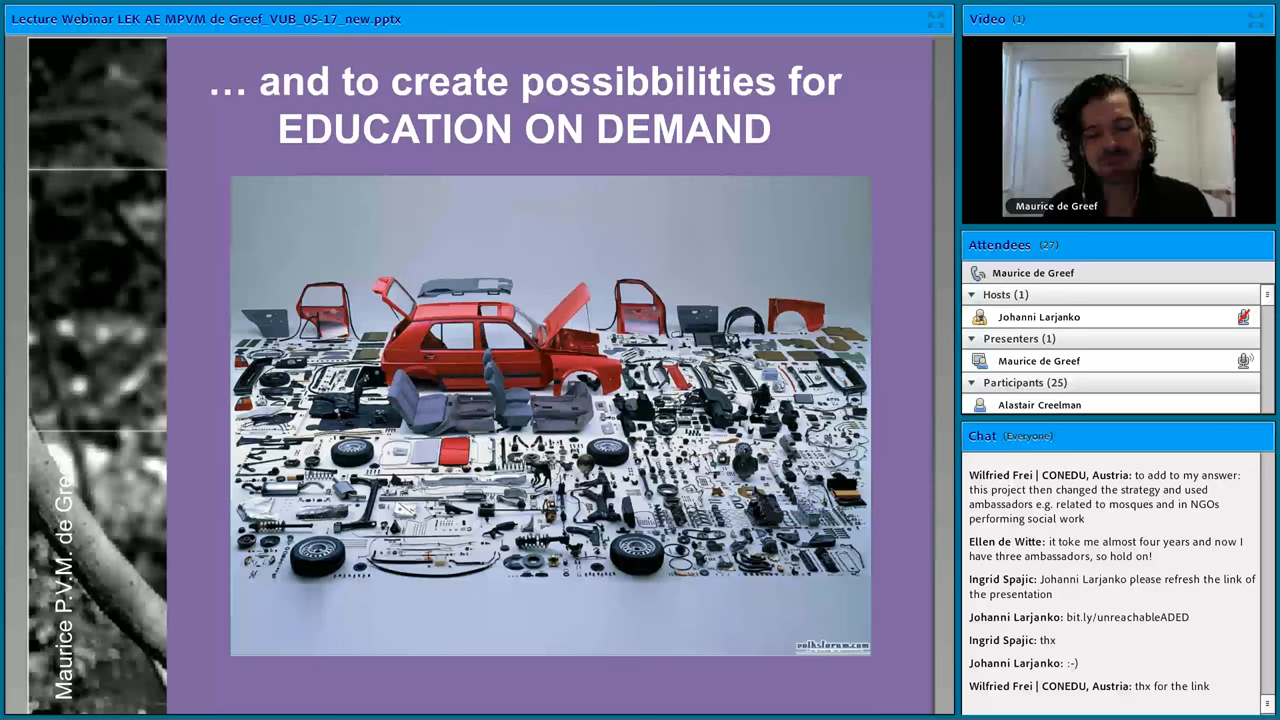 Lecture Webinar LEK AE MPVM de Greef_VUB_05-17_new.pptx
… and to create possibbilities for
EDUCATION ON DEMAND
Maurice P.V.M. de Gre
volksforum.com
Video (1)
Maurice de Greef
Attendees (27)
Maurice de Greef
Hosts (1)
Johanni Larjanko
Presenters (1)
Maurice de Greef
Participants (25)
Alastair Creelman
Chat (Everyone)
Wilfried Frei | CONEDU, Austria: to add to my answer:
this project then changed the strategy and used
ambassadors e.g. related to mosques and in NGOs
performing social work
Ellen de Witte: it toke me almost four years and now I
have three ambassadors, so hold on!
Ingrid Spajic: Johanni Larjanko please refresh the link of
the presentation
Johanni Larjanko: bit.ly/unreachableADED
Ingrid Spajic: thx
Johanni Larjanko: :-)
Wilfried Frei | CONEDU, Austria: thx for the link